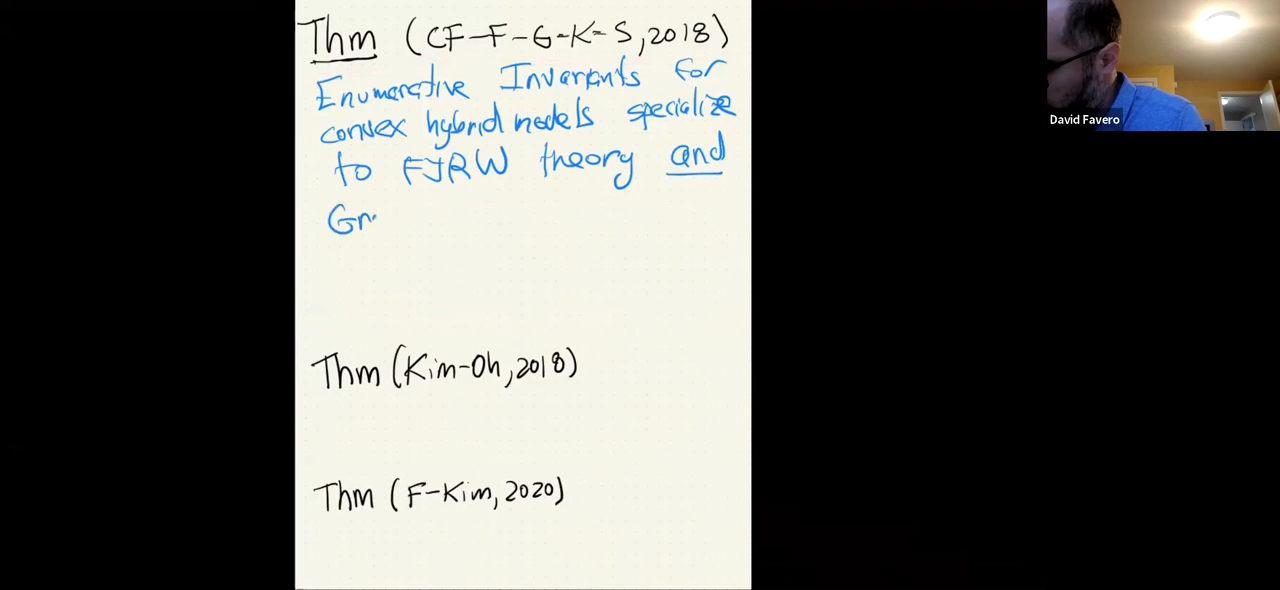 Thm (CF-F-G-K-S, 2018)
Enumerative Invariants for
convex hybrid models specialize
to FJRW theory and
Gr
Thm (Kim-Oh, 2018)
Thm (F-Kim, 2020)
David Favero